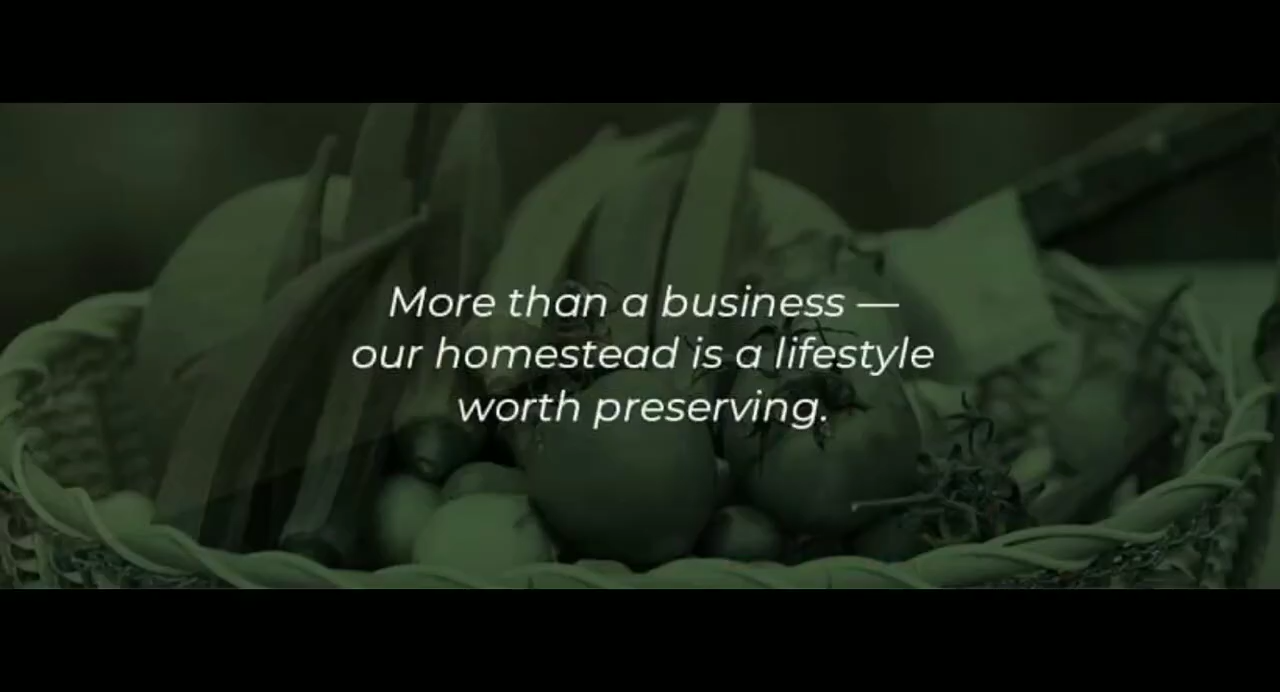 More than a business —
our homestead is a lifestyle
worth preserving.